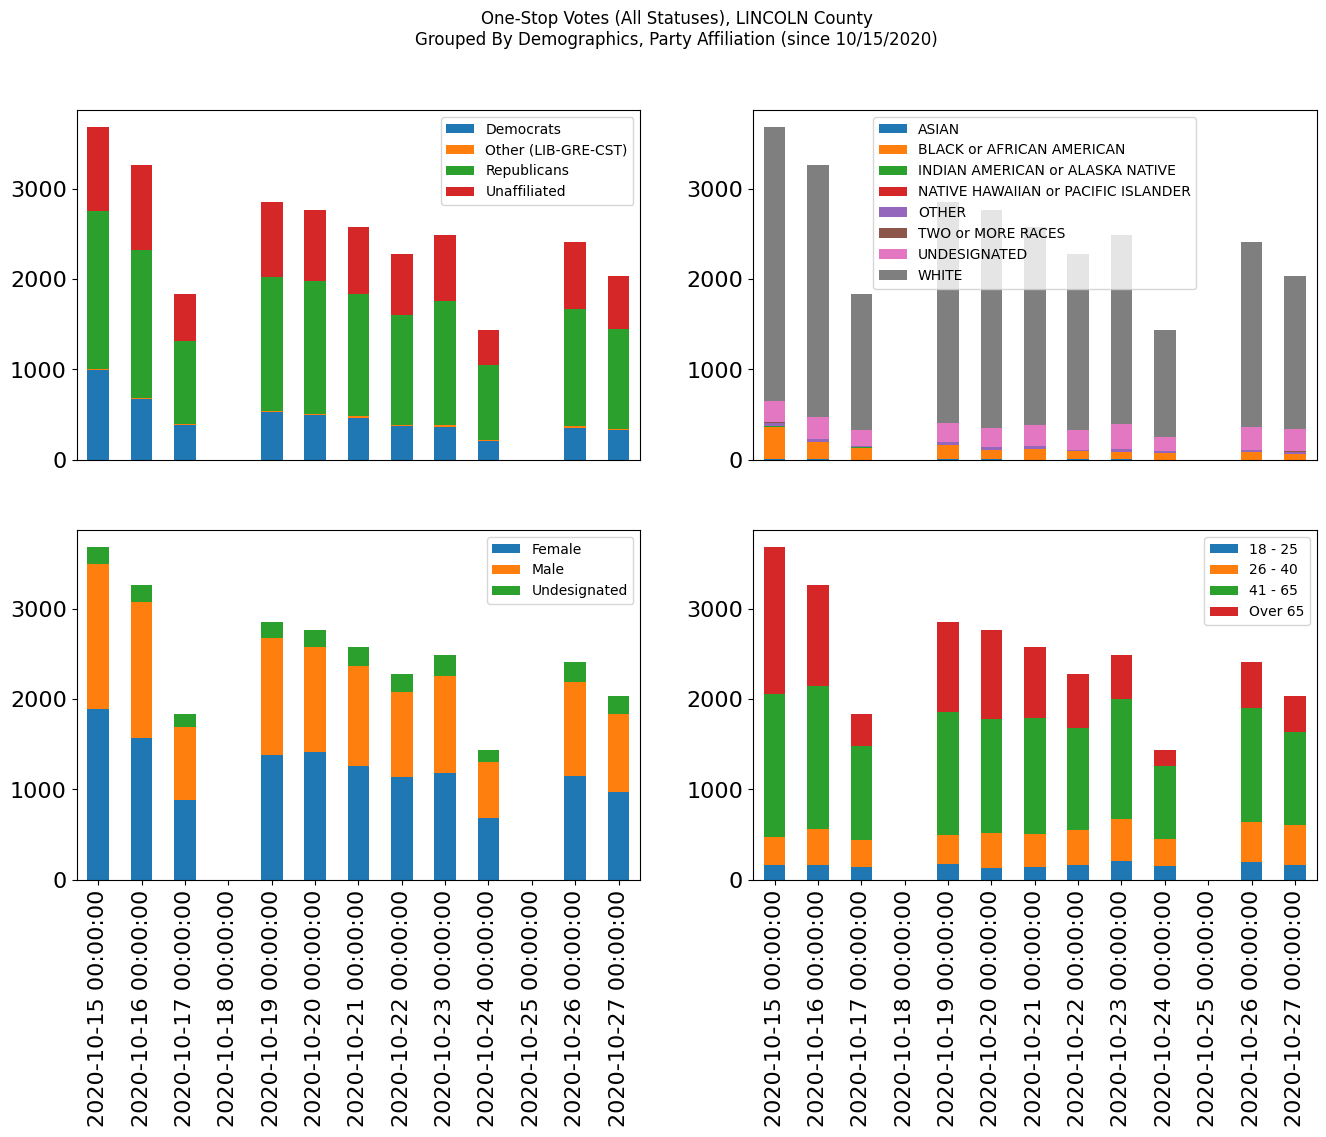 One-Stop Votes (All Statuses), LINCOLN County
Grouped By Demographics, Party Affiliation (since 10/15/2020)
3000
2000
1000
0
Democrats
Other (LIB-GRE-CST)
Republicans
Unaffiliated
3000
2000
1000
0
ASIAN
BLACK or AFRICAN AMERICAN
INDIAN AMERICAN or ALASKA NATIVE
NATIVE HAWAIIAN or PACIFIC ISLANDER
OTHER
TWO or MORE RACES
UNDESIGNATED
WHITE
3000
2000
1000
0
Female
Male
Undesignated
2020-10-15 00:00:00
2020-10-16 00:00:00
2020-10-17 00:00:00
2020-10-18 00:00:00
2020-10-19 00:00:00
2020-10-20 00:00:00
2020-10-21 00:00:00
2020-10-22 00:00:00
2020-10-23 00:00:00
2020-10-24 00:00:00
2020-10-25 00:00:00
2020-10-26 00:00:00
2020-10-27 00:00:00
3000
2000
1000
0
18 - 25
26 - 40
41 - 65
Over 65
2020-10-15 00:00:00
2020-10-16 00:00:00
2020-10-17 00:00:00
2020-10-18 00:00:00
2020-10-19 00:00:00
2020-10-20 00:00:00
2020-10-21 00:00:00
2020-10-22 00:00:00
2020-10-23 00:00:00
2020-10-24 00:00:00
2020-10-25 00:00:00
2020-10-26 00:00:00
2020-10-27 00:00:00